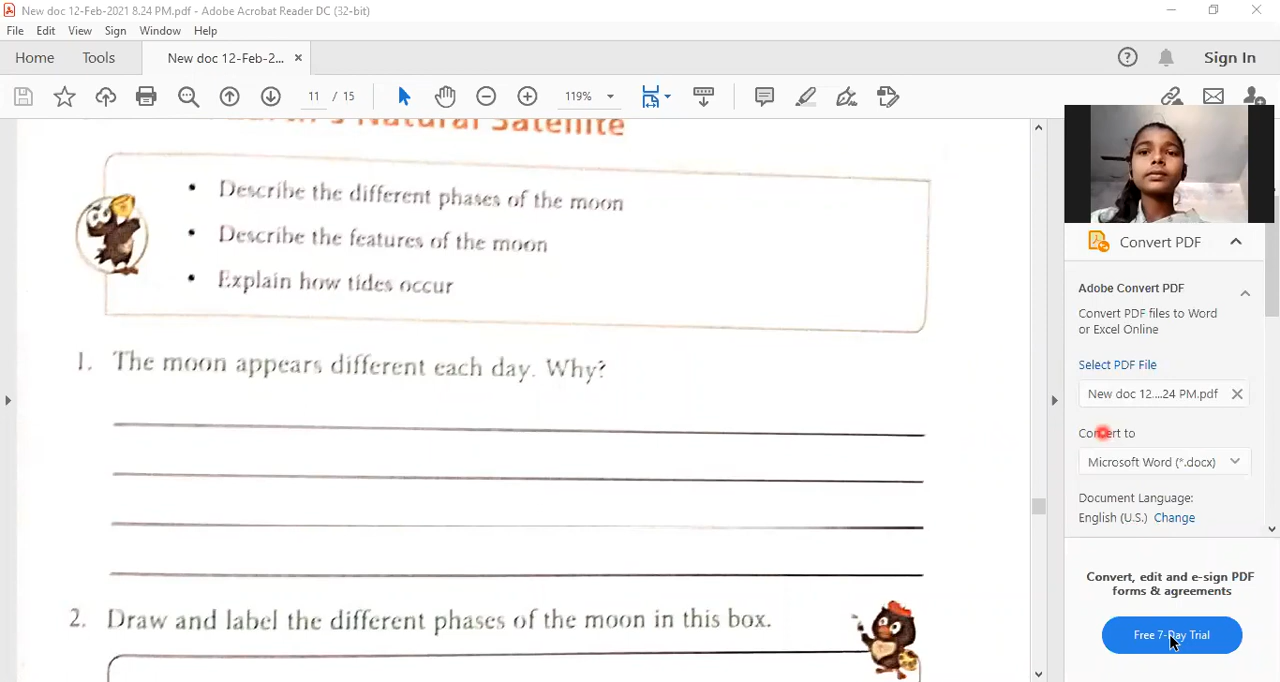 New doc 12-Feb-2021 8.24 PM.pdf - Adobe Acrobat Reader DC (32-bit)
File Edit View Sign Window Help
Home Tools New doc 12-Feb-2... × Sign In
11 / 15 119%
Earth's Natural Satellite
• Describe the different phases of the moon
• Describe the features of the moon
• Explain how tides occur
1. The moon appears different each day. Why?
2. Draw and label the different phases of the moon in this box.
Convert PDF
Adobe Convert PDF
Convert PDF files to Word
or Excel Online
Select PDF File
New doc 12....24 PM.pdf
Convert to
Microsoft Word (*.docx)
Document Language:
English (U.S.) Change
Convert, edit and e-sign PDF
forms & agreements
Free 7-Day Trial